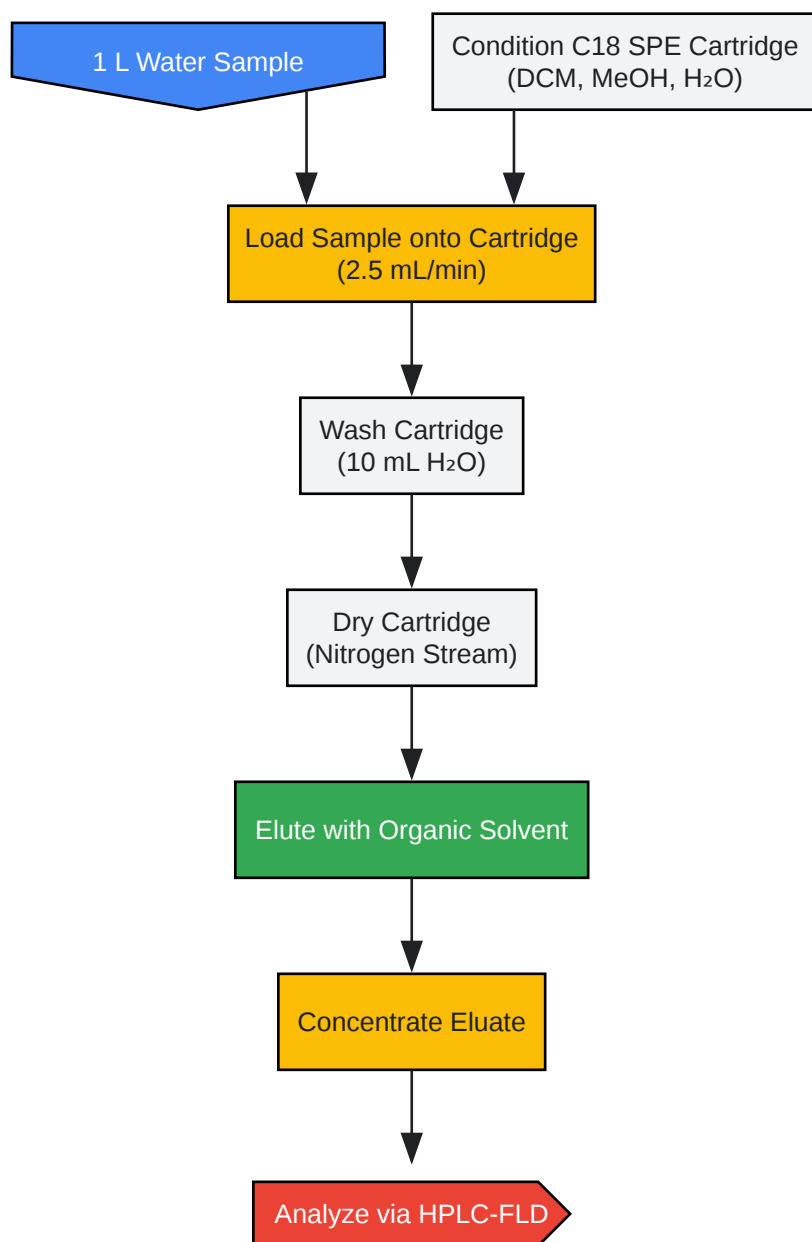 1 L Water Sample
Condition C18 SPE Cartridge
(DCM, MeOH, H₂O)
Load Sample onto Cartridge
(2.5 mL/min)
Wash Cartridge
(10 mL H₂O)
Dry Cartridge
(Nitrogen Stream)
Elute with Organic Solvent
Concentrate Eluate
Analyze via HPLC-FLD